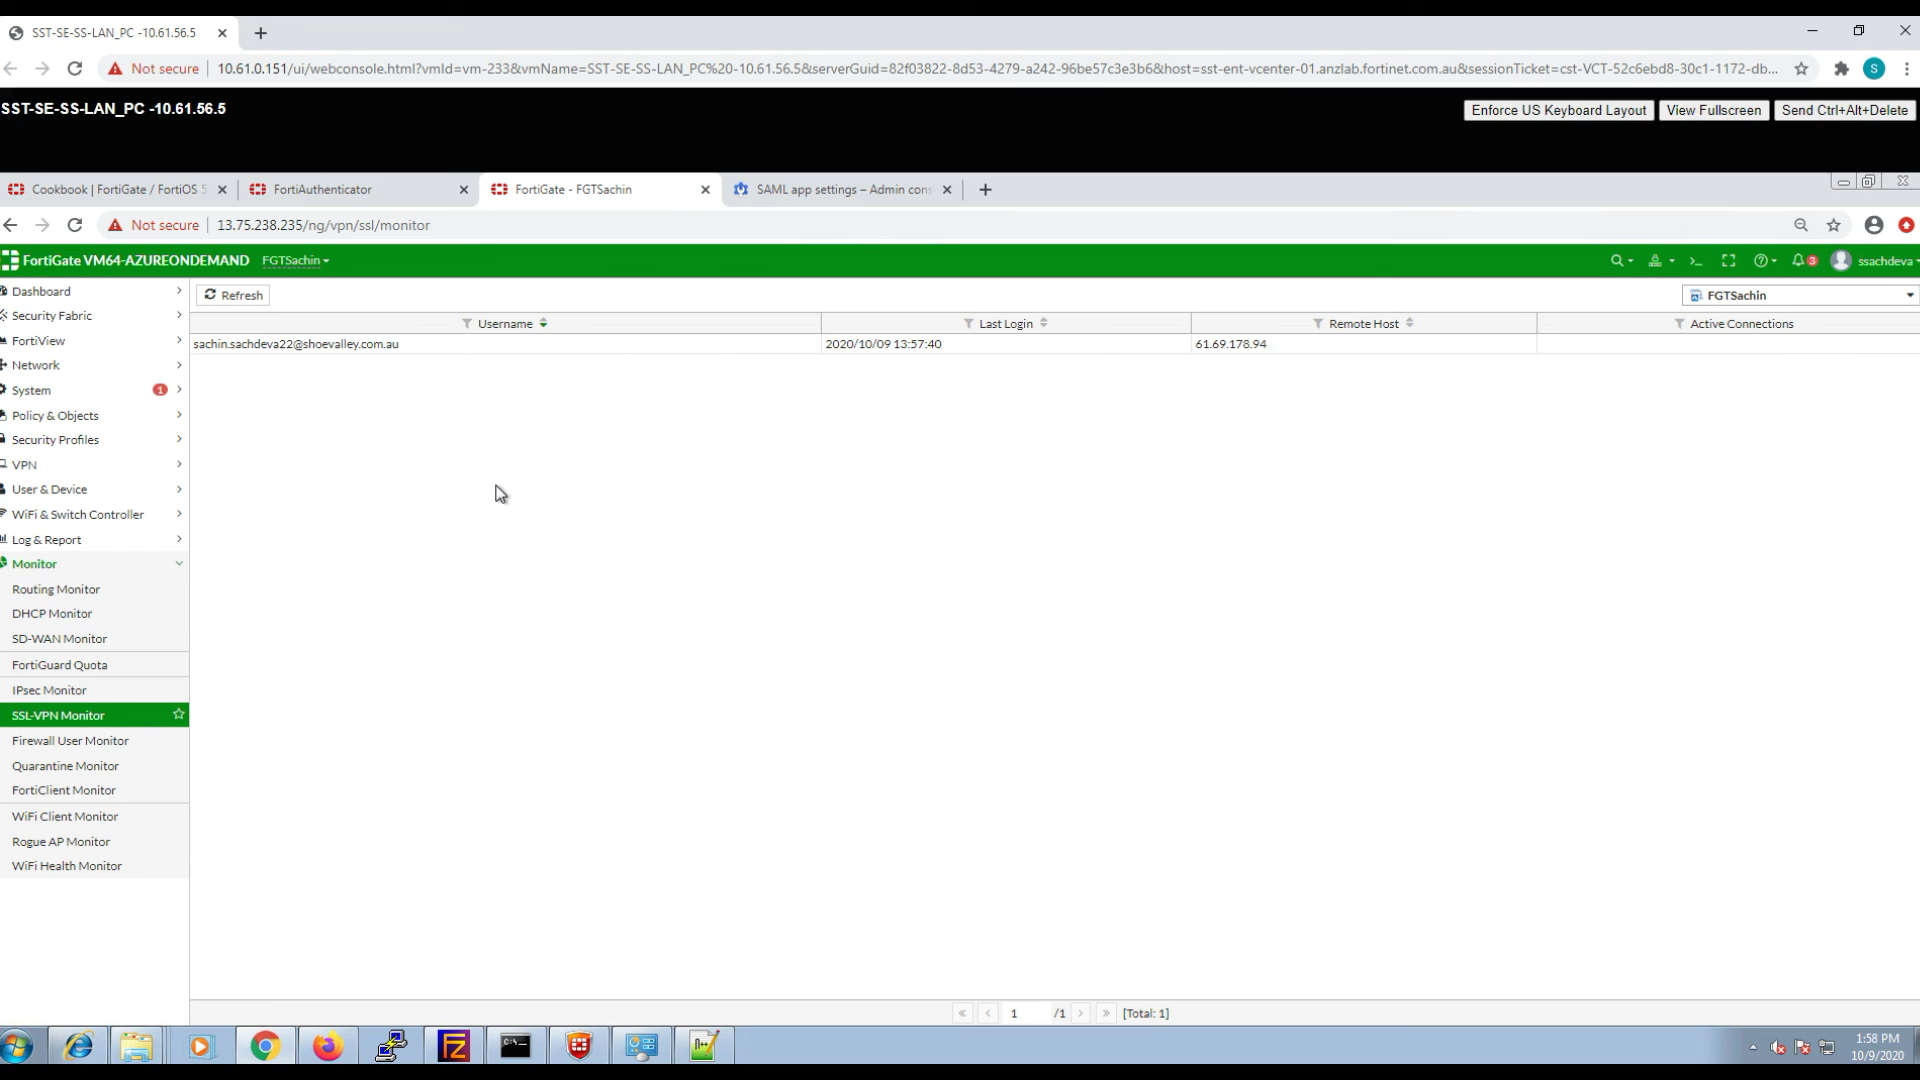 SST-SE-SS-LAN_PC -10.61.56.5
Not secure
10.61.0.151/ui/webconsole.html?vmId=vm-233&vmName=SST-SE-SS-LAN_PC%20-10.61.56.5&serverGuid=82f03822-8d53-4279-a242-96be57c3e3b6&host=sst-ent-vcenter-01.anzlab.fortinet.com.au&sessionTicket=cst-VCT-52c6ebd8-30c1-1172-db...
S
SST-SE-SS-LAN_PC -10.61.56.5
Enforce US Keyboard Layout
View Fullscreen
Send Ctrl+Alt+Delete
Cookbook | FortiGate / FortiOS 5
FortiAuthenticator
FortiGate - FGTSachin
SAML app settings – Admin cons
Not secure
13.75.238.235/ng/vpn/ssl/monitor
FortiGate VM64-AZUREONDEMAND
FGTSachin
3
ssachdeva
Dashboard
Security Fabric
FortiView
Network
System
1
Policy & Objects
Security Profiles
VPN
User & Device
WiFi & Switch Controller
Log & Report
Monitor
Routing Monitor
DHCP Monitor
SD-WAN Monitor
FortiGuard Quota
IPsec Monitor
SSL-VPN Monitor
Firewall User Monitor
Quarantine Monitor
FortiClient Monitor
WiFi Client Monitor
Rogue AP Monitor
WiFi Health Monitor
Refresh
FGTSachin
Username
Last Login
Remote Host
Active Connections
sachin.sachdeva22@shoevalley.com.au
2020/10/09 13:57:40
61.69.178.94
1
/1
[Total: 1]
1:58 PM
10/9/2020